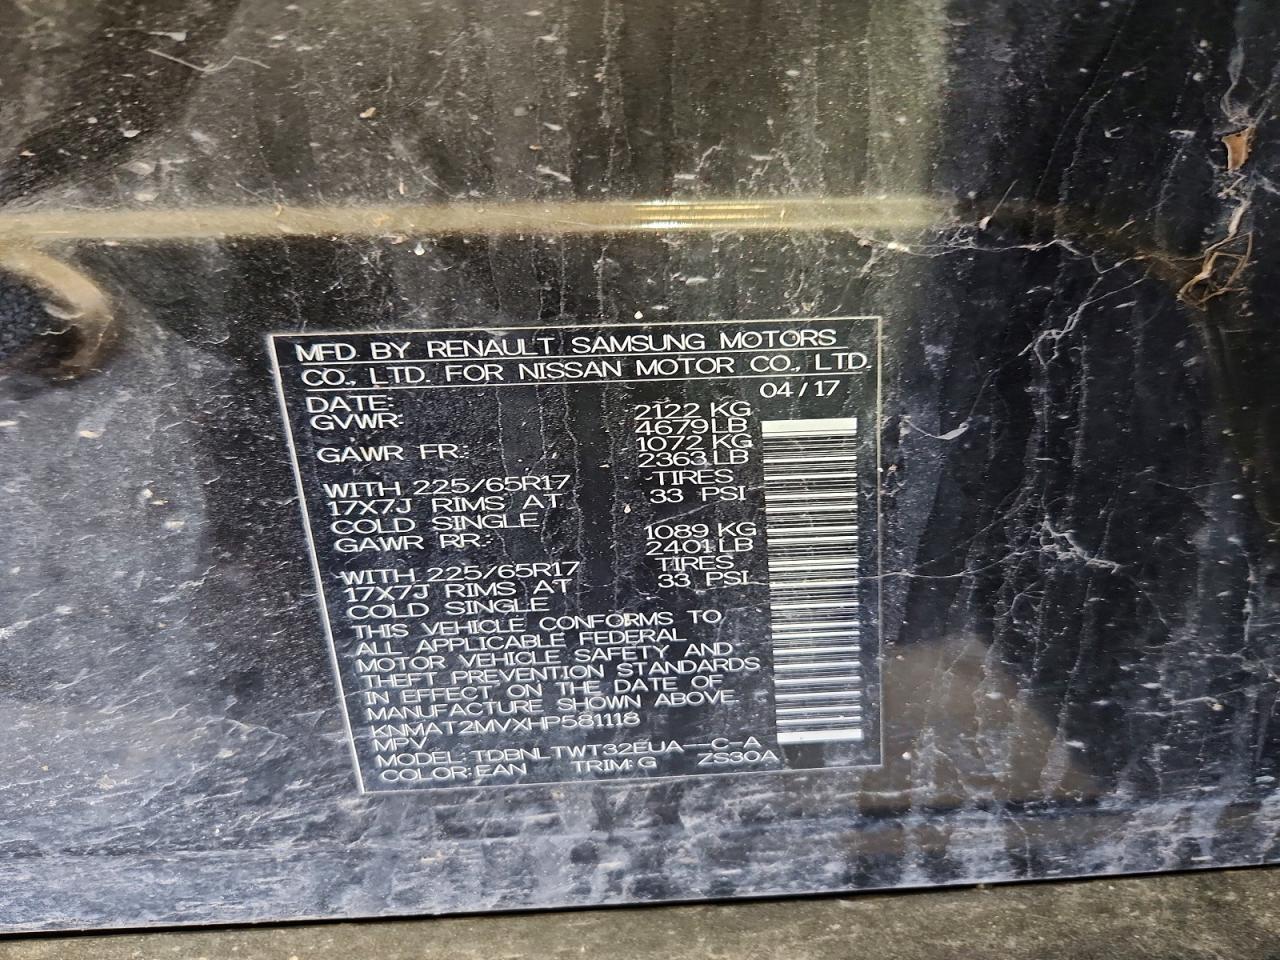 MFD BY RENAULT SAMSUNG MOTORS
CO., LTD. FOR NISSAN MOTOR CO., LTD.
DATE: 04/17
GVWR: 2122 KG
4679LB
GAWR FR: 1072 KG
2363LB
WITH 225/65R17 TIRES
17X7J RIMS AT 33 PSI
COLD SINGLE
GAWR RR: 1089 KG
2401LB
WITH 225/65R17 TIRES
17X7J RIMS AT 33 PSI
COLD SINGLE
THIS VEHICLE CONFORMS TO
ALL APPLICABLE FEDERAL
MOTOR VEHICLE SAFETY AND
THEFT PREVENTION STANDARDS
IN EFFECT ON THE DATE OF
MANUFACTURE SHOWN ABOVE.
KNMAT2MVXHP581118
MPV
MODEL: TDBNLTWT32EUA--C-A
COLOR:EAN TRIM:G ZS30A